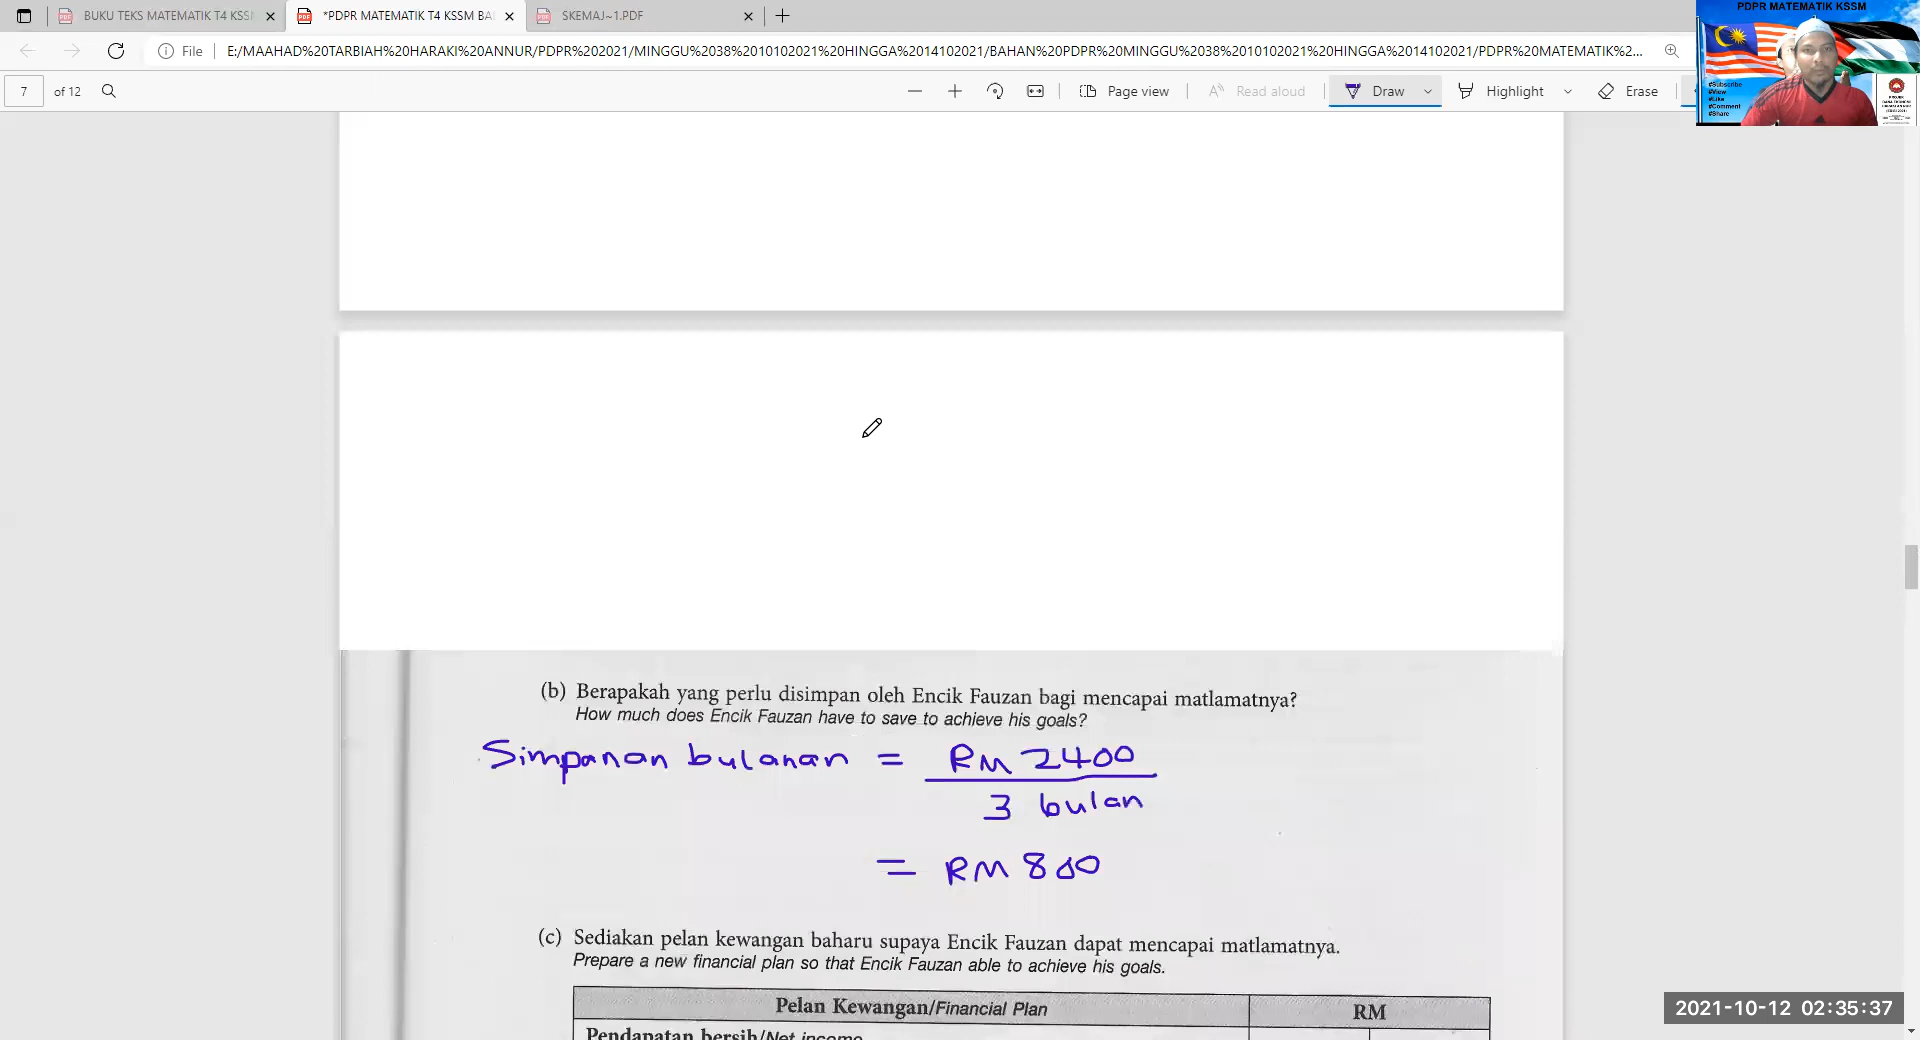 BUKU TEKS MATEMATIK T4 KSSM
*PDPR MATEMATIK T4 KSSM BA
SKEMAJ~1.PDF
File
E:/MAAHAD%20TARBIAH%20HARAKI%20ANNUR/PDPR%202021/MINGGU%2038%2010102021%20HINGGA%2014102021/BAHAN%20PDPR%20MINGGU%2038%2010102021%20HINGGA%2014102021/PDPR%20MATEMATIK%2...
7 of 12
Page view
Read aloud
Draw
Highlight
Erase
PDPR MATEMATIK KSSM
#Subscribe
#View
#Like
#Comment
#Share
(b) Berapakah yang perlu disimpan oleh Encik Fauzan bagi mencapai matlamatnya?
How much does Encik Fauzan have to save to achieve his goals?
Simpanan bulanan = RM 2400
3 bulan
= RM 800
(c) Sediakan pelan kewangan baharu supaya Encik Fauzan dapat mencapai matlamatnya.
Prepare a new financial plan so that Encik Fauzan able to achieve his goals.
Pelan Kewangan/Financial Plan RM
Pendapatan bersih/Net income
2021-10-12 02:35:37